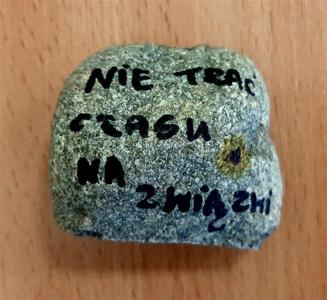 NIE TRAĆ
CZASU
NA
ZWIĄZKI